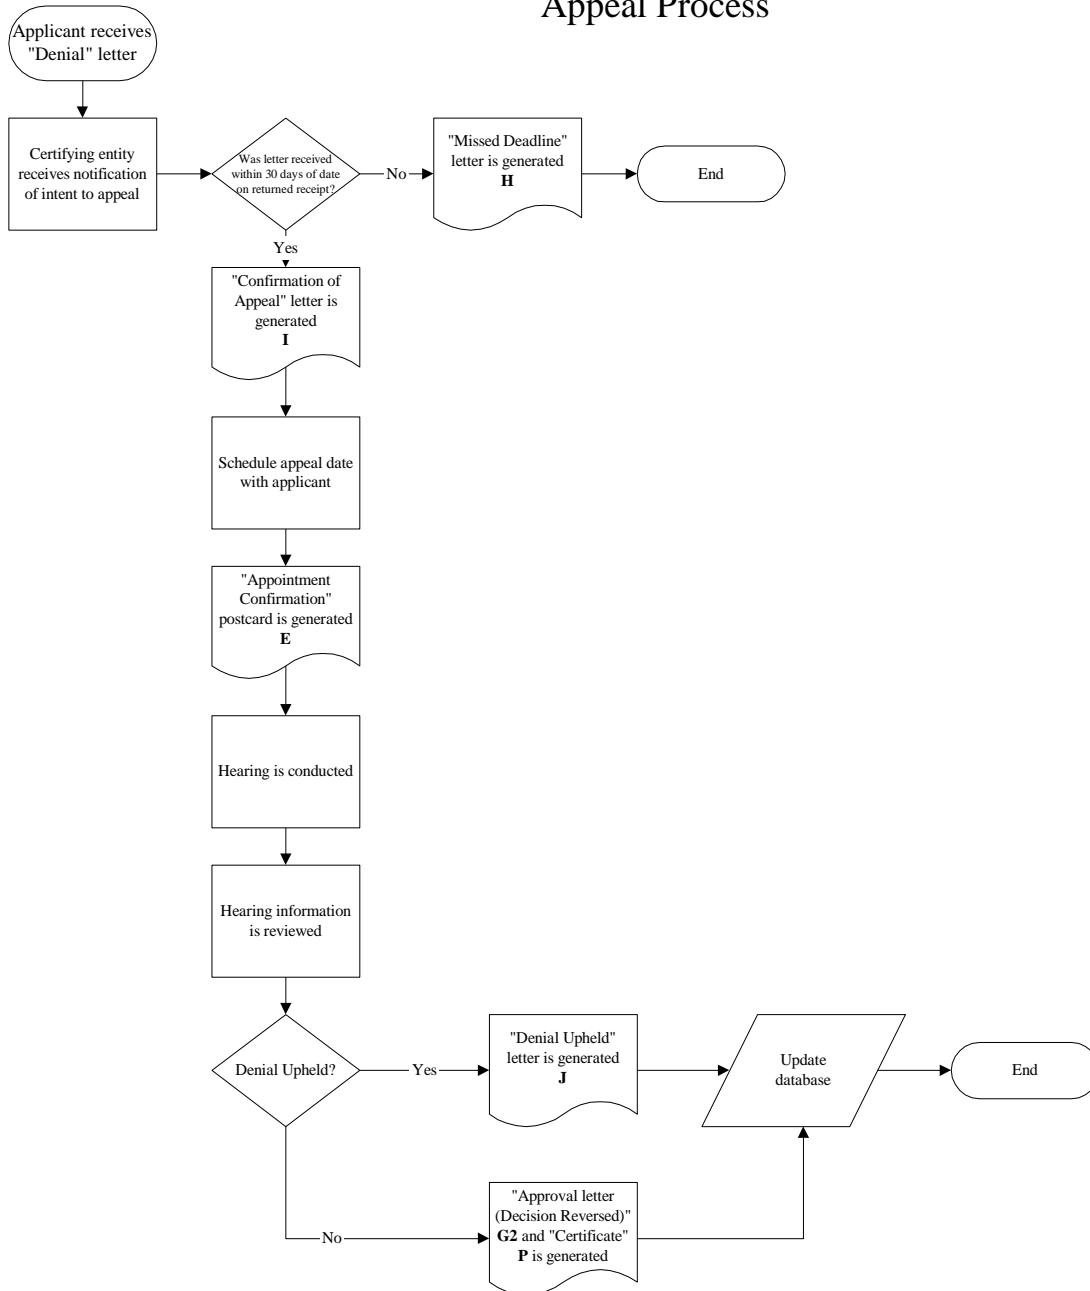 Appeal Process
Applicant receives
"Denial" letter
Certifying entity
receives notification
of intent to appeal
Was letter received
within 30 days of date
on returned receipt?
No
"Missed Deadline"
letter is generated
H
End
Yes
"Confirmation of
Appeal" letter is
generated
I
Schedule appeal date
with applicant
"Appointment
Confirmation"
postcard is generated
E
Hearing is conducted
Hearing information
is reviewed
Denial Upheld?
Yes
"Denial Upheld"
letter is generated
J
Update
database
End
No
"Approval letter
(Decision Reversed)"
G2 and "Certificate"
P is generated